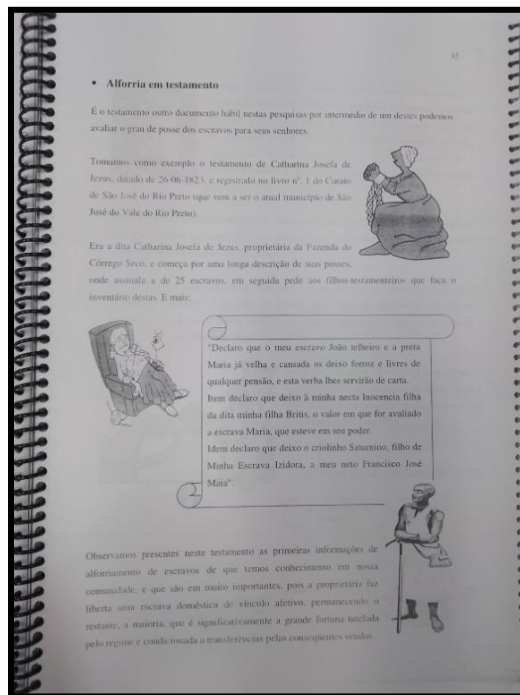 32
• Alforria em testamento
É o testamento outro documento hábil nestas pesquisas por intermédio de um destes podemos
avaliar o grau de posse dos escravos para seus senhores.
Tomamos como exemplo o testamento de Catharina Josefa de
Jezus, datado de 26-06-1823, e registrado no livro nº. 1 do Curato
de São José do Rio Preto (que vem a ser o atual município de São
José do Vale do Rio Preto).
Era a dita Catharina Josefa de Jezus, proprietária da Fazenda do
Córrego Seco, e começa por uma longa descrição de suas posses,
onde assinala a de 25 escravos, em seguida pede aos filhos-testamenteiros que faça o
inventário destas. E mais:
"Declaro que o meu escravo João telheiro e a preta
Maria já velha e cansada os deixo forroz e livres de
qualquer pensão, e esta verba lhes servirão de carta.
Item declaro que deixo à minha necta Inocencia filha
da dita minha filha Britis, o valor em que for avaliado
a escrava Maria, que esteve em seu poder.
Idem declaro que deixo o criolinho Saturnino, filho de
Minha Escrava Izidora, a meu neto Francisco José
Maia".
Observamos presentes neste testamento as primeiras informações de
alforriamento de escravos de que temos conhecimento em nossa
comunidade, e que são em muito importantes, pois a proprietária faz
liberta uma escrava doméstica de vínculo afetivo, permanecendo o
restante, a maioria, que é significativamente a grande fortuna tutelada
pelo regime e condicionada a transferências pelas conseqüentes vendas.